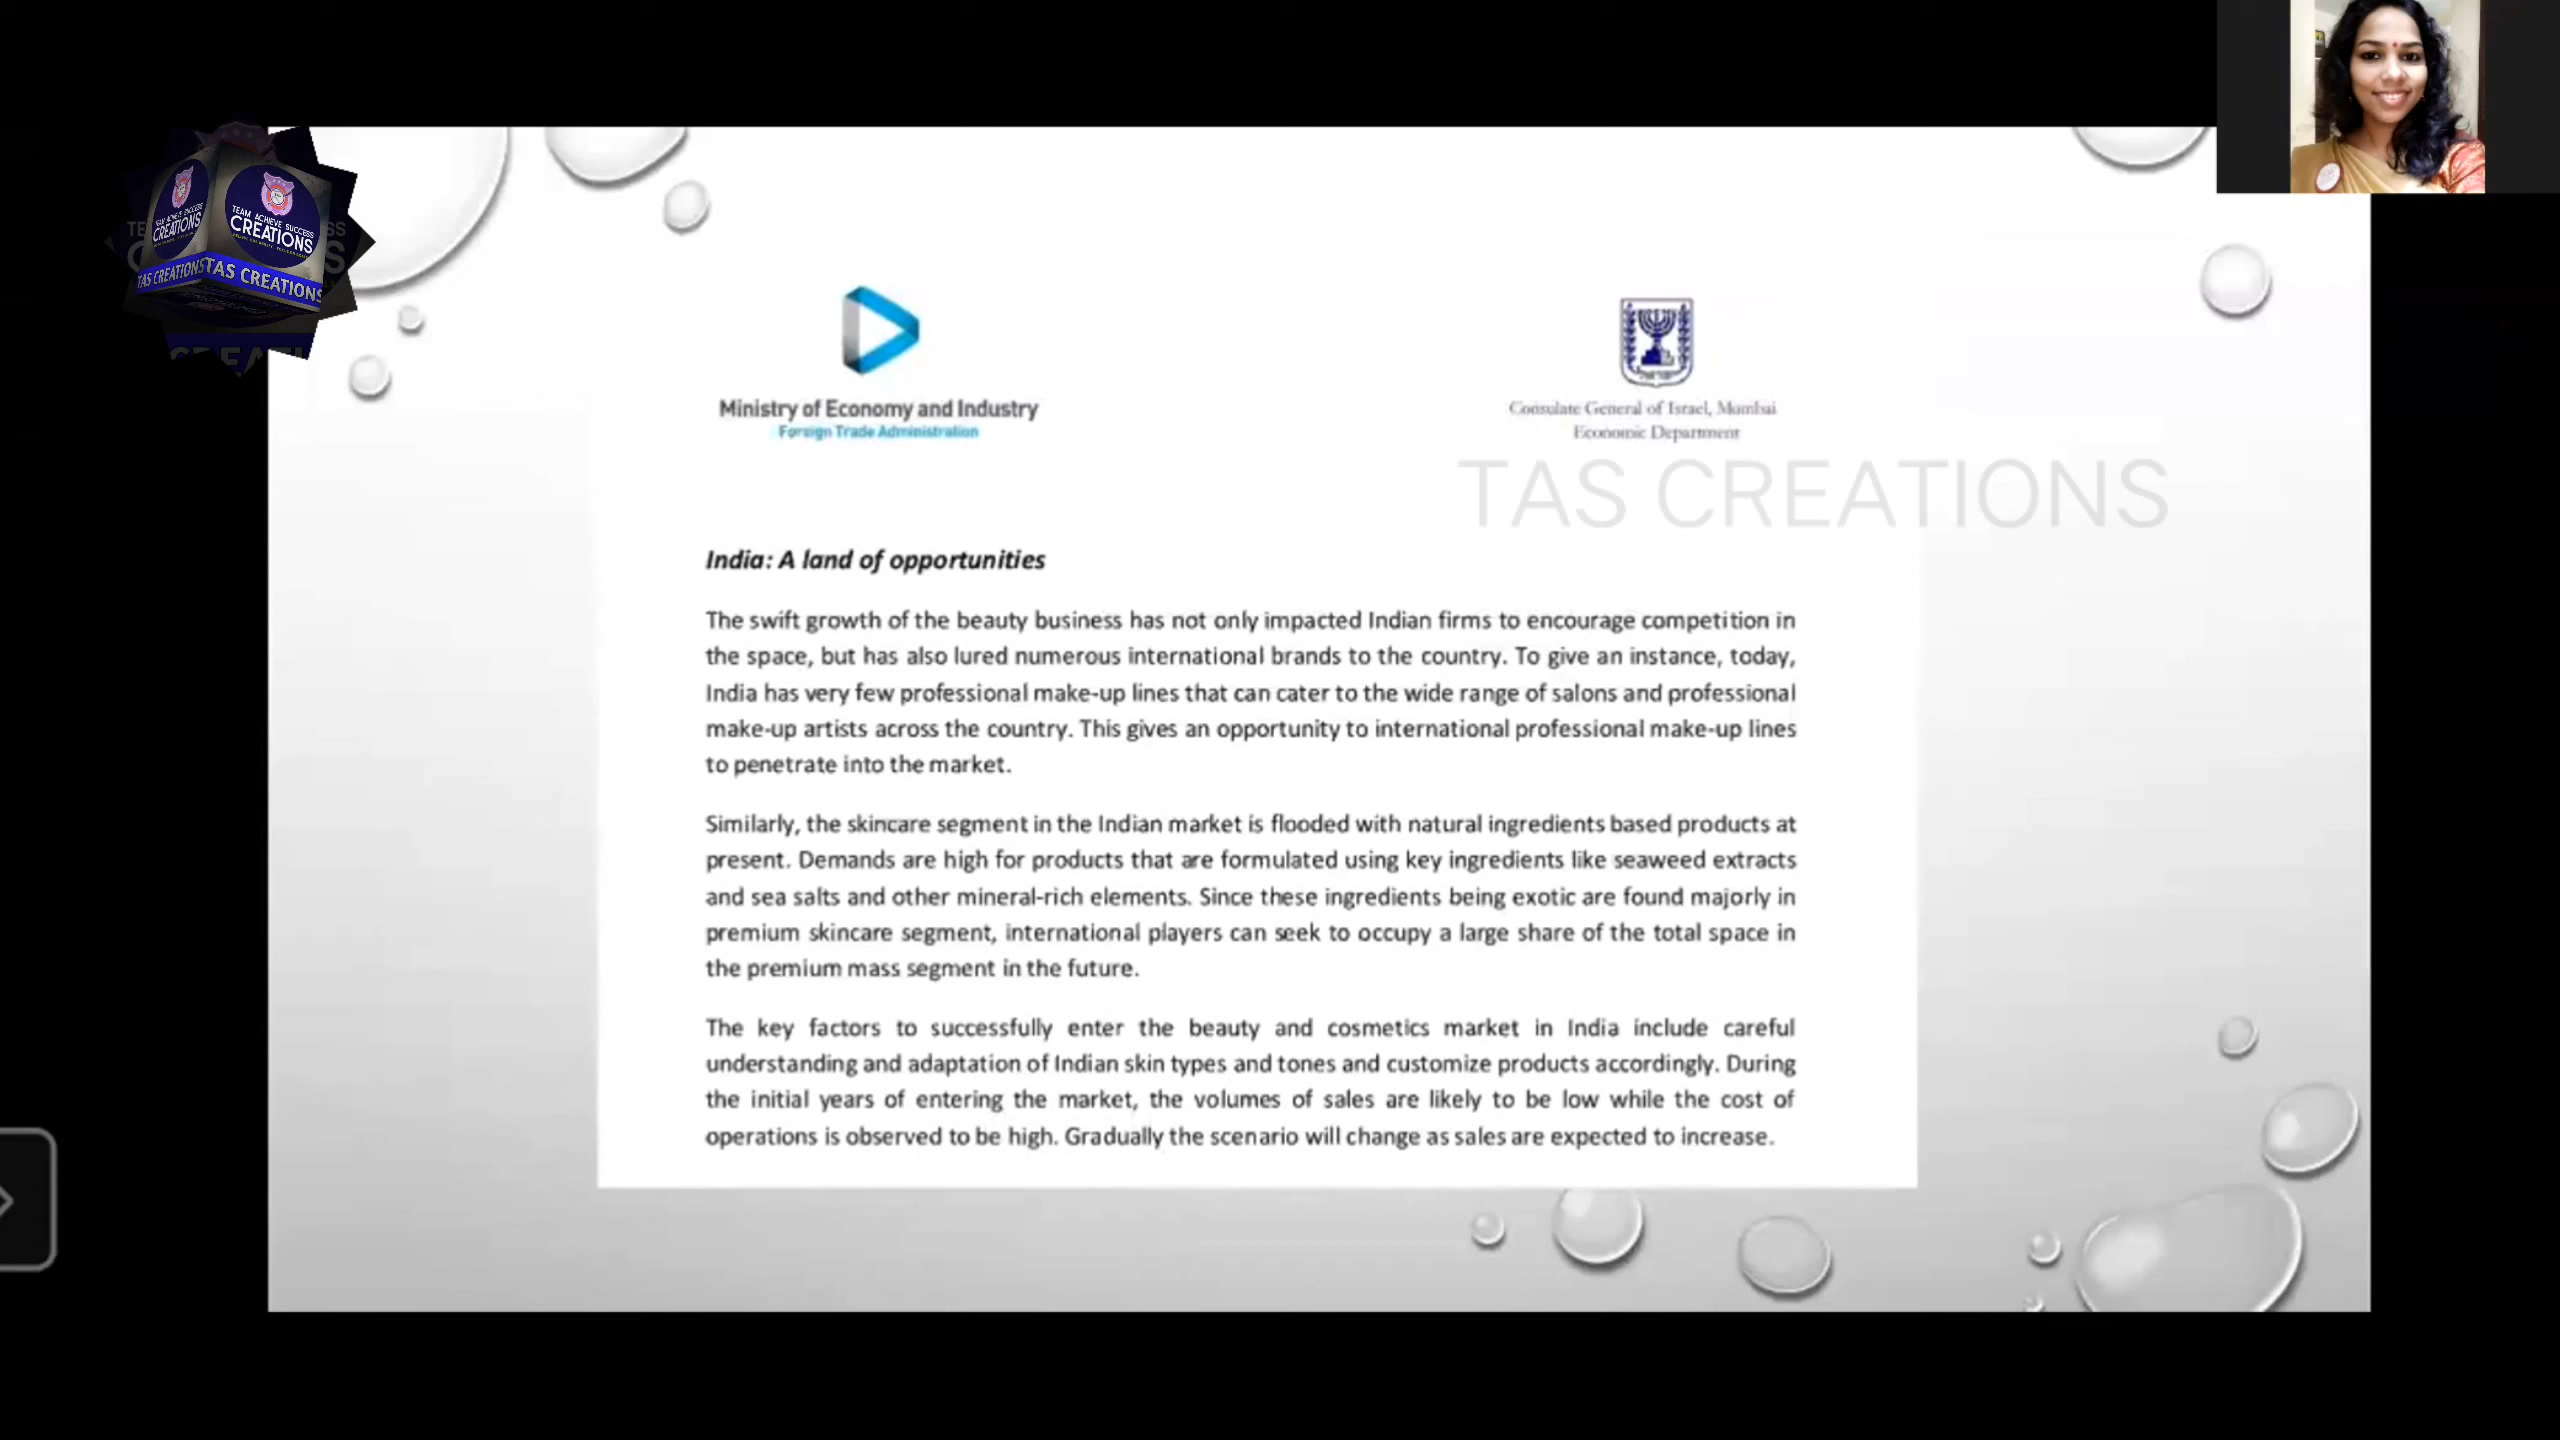 TEAM ACHIEVE SUCCESS
CREATIONS
TEAM ACHIEVE SUCCESS
CREATIONS
TAS CREATIONS
TAS CREATIONS
Ministry of Economy and Industry
Foreign Trade Administration
Consulate General of Israel, Mumbai
Economic Department
TAS CREATIONS
India: A land of opportunities
The swift growth of the beauty business has not only impacted Indian firms to encourage competition in
the space, but has also lured numerous international brands to the country. To give an instance, today,
India has very few professional make-up lines that can cater to the wide range of salons and professional
make-up artists across the country. This gives an opportunity to international professional make-up lines
to penetrate into the market.
Similarly, the skincare segment in the Indian market is flooded with natural ingredients based products at
present. Demands are high for products that are formulated using key ingredients like seaweed extracts
and sea salts and other mineral-rich elements. Since these ingredients being exotic are found majorly in
premium skincare segment, international players can seek to occupy a large share of the total space in
the premium mass segment in the future.
The key factors to successfully enter the beauty and cosmetics market in India include careful
understanding and adaptation of Indian skin types and tones and customize products accordingly. During
the initial years of entering the market, the volumes of sales are likely to be low while the cost of
operations is observed to be high. Gradually the scenario will change as sales are expected to increase.